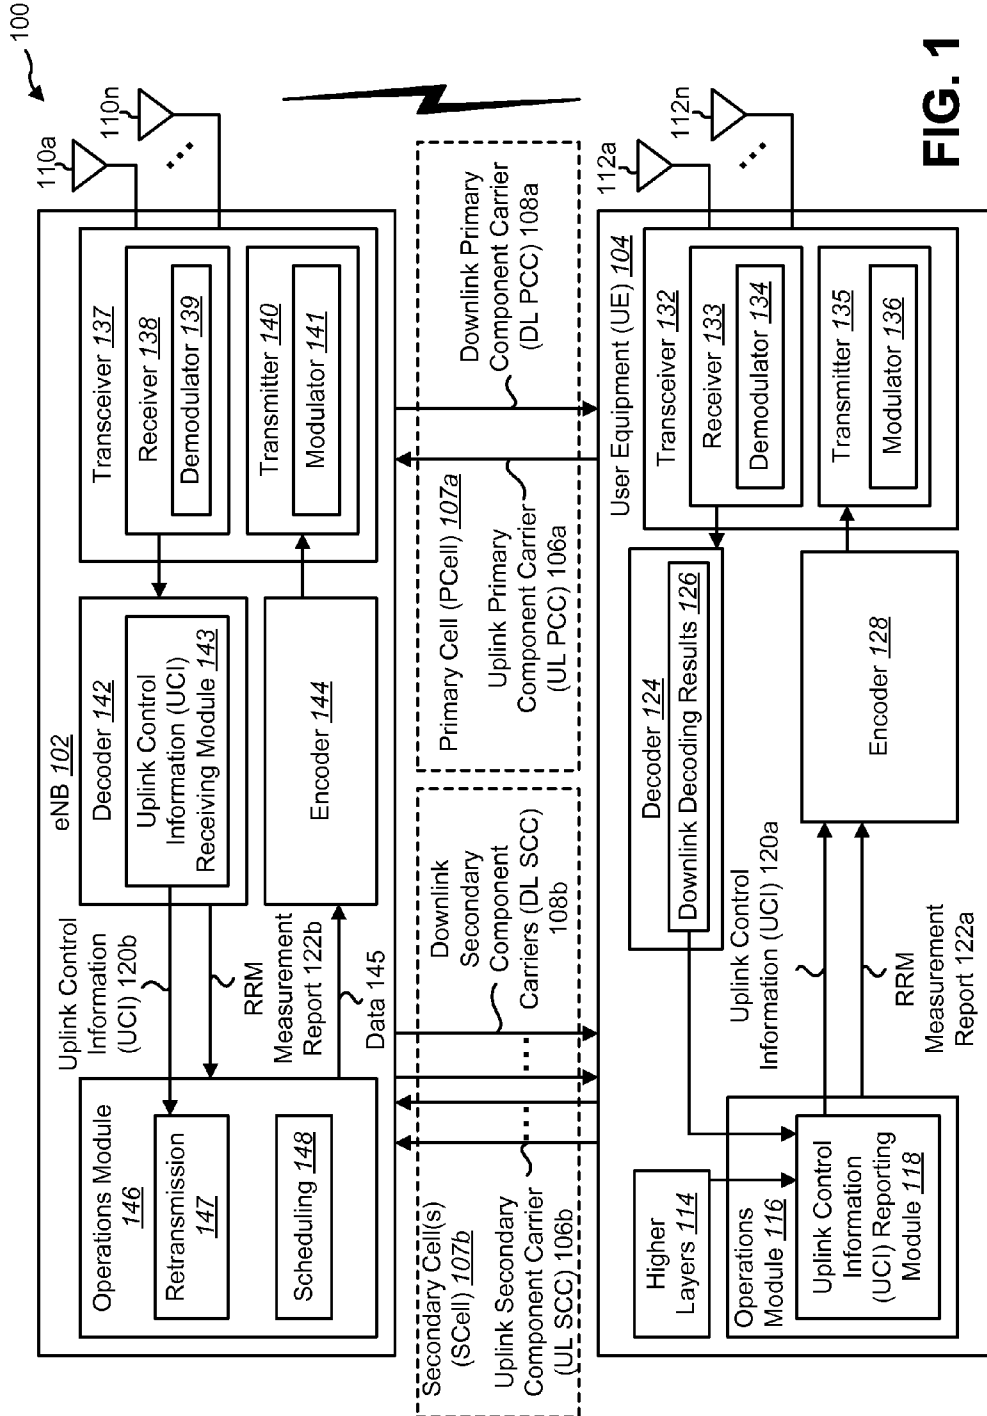 100
110a
110n
eNB 102
Transceiver 137
Receiver 138
Demodulator 139
Transmitter 140
Modulator 141
Decoder 142
Uplink Control
Information (UCI)
Receiving Module 143
Encoder 144
Uplink Control
Information
(UCI) 120b
RRM
Measurement
Report 122b
Data 145
Operations Module
146
Retransmission
147
Scheduling 148
Secondary Cell(s)
(SCell) 107b
Uplink Secondary
Component Carrier
(UL SCC) 106b
Downlink
Secondary
Component
Carriers (DL SCC)
108b
Primary Cell (PCell) 107a
Uplink Primary
Component Carrier
(UL PCC) 106a
Downlink Primary
Component Carrier
(DL PCC) 108a
112a
112n
User Equipment (UE) 104
Transceiver 132
Receiver 133
Demodulator 134
Transmitter 135
Modulator 136
Decoder 124
Downlink Decoding Results 126
Encoder 128
Uplink Control
Information (UCI) 120a
RRM
Measurement
Report 122a
Higher
Layers 114
Operations
Module 116
Uplink Control
Information
(UCI) Reporting
Module 118
FIG. 1